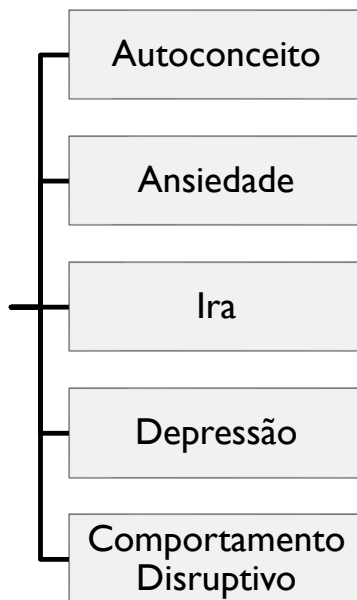 Autoconceito
Ansiedade
Ira
Depressão
Comportamento
Disruptivo